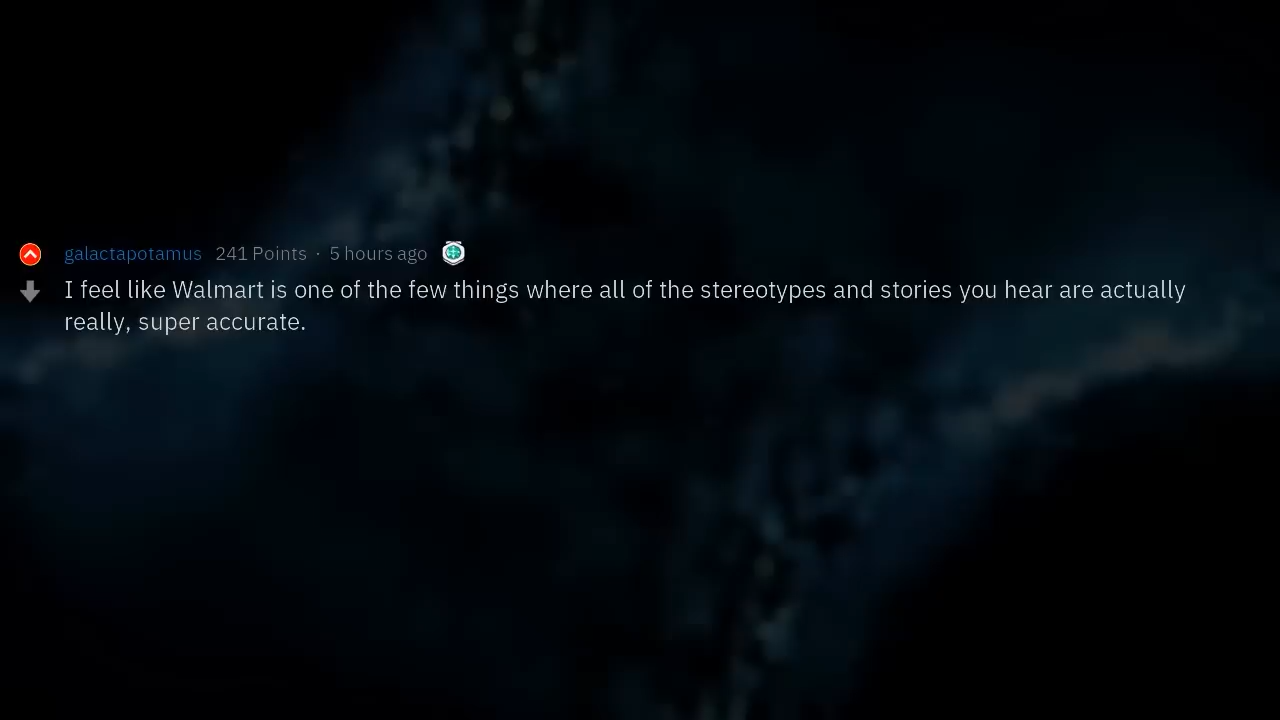 galactapotamus 241 Points · 5 hours ago
I feel like Walmart is one of the few things where all of the stereotypes and stories you hear are actually
really, super accurate.